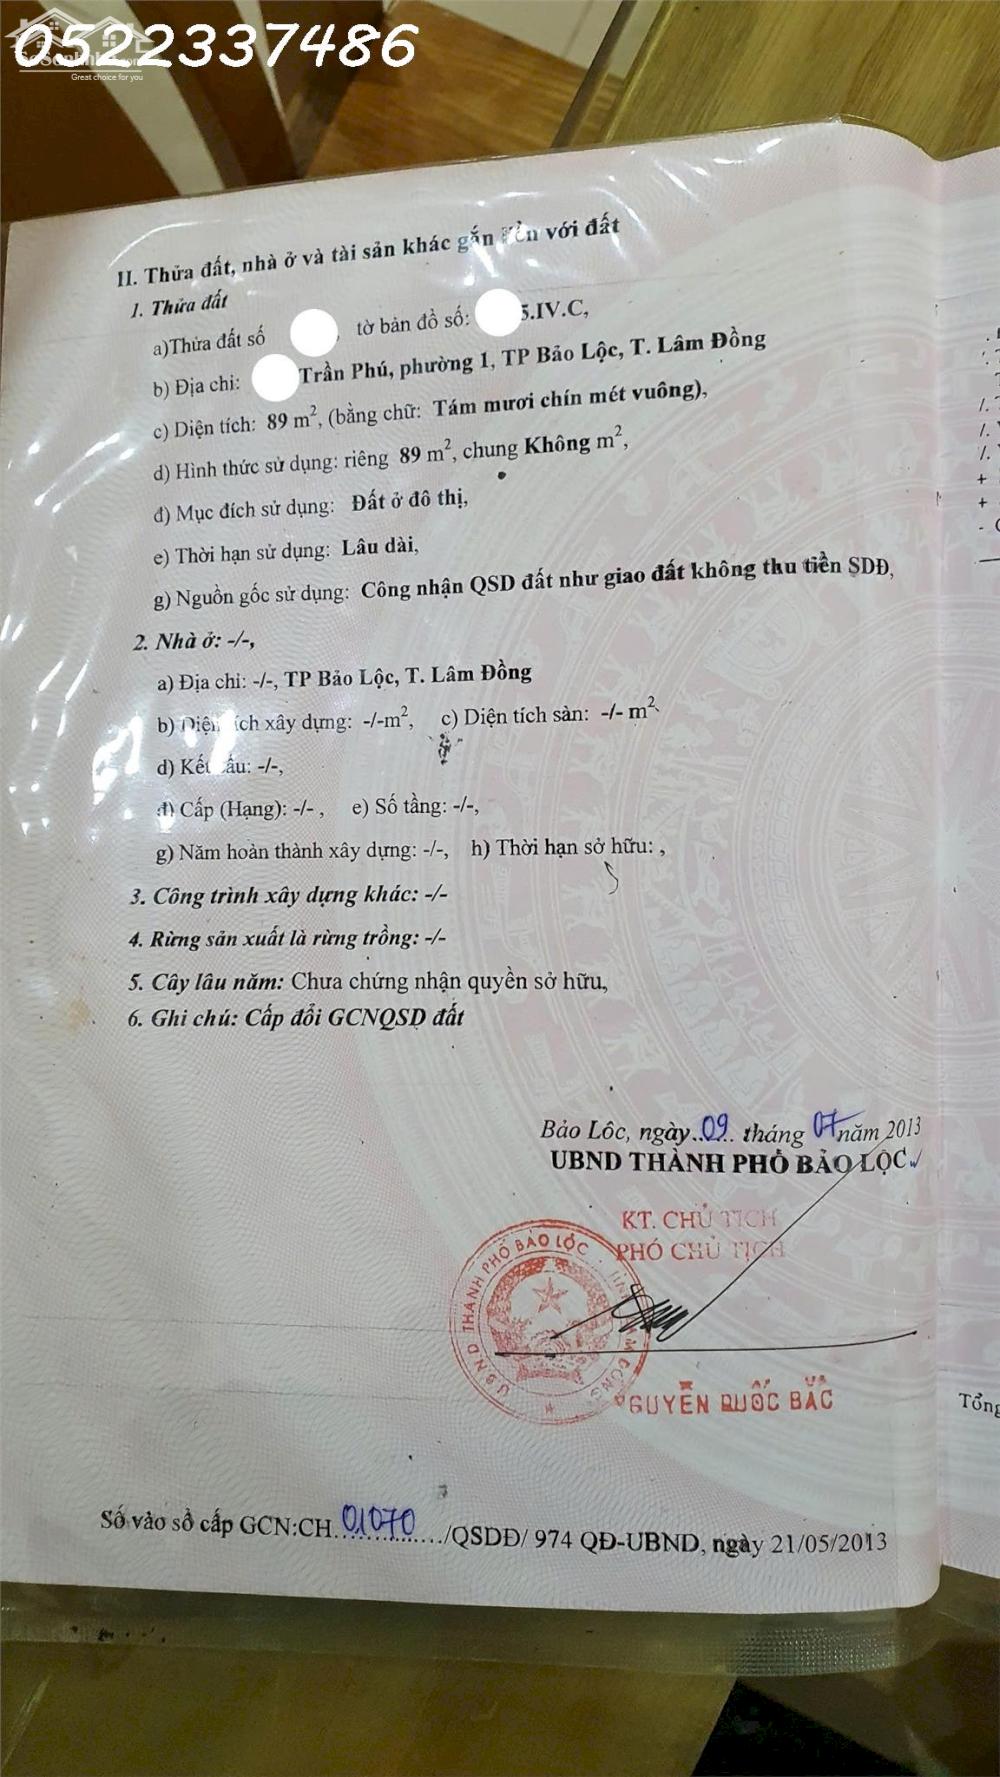 0522337486
Great choice for you
II. Thửa đất, nhà ở và tài sản khác gắn với đất
1. Thửa đất
a)Thửa đất số , tờ bản đồ số: 5.IV.C,
b) Địa chỉ: Trần Phú, phường 1, TP Bảo Lộc, T. Lâm Đồng
c) Diện tích: 89 m², (bằng chữ: Tám mươi chín mét vuông),
d) Hình thức sử dụng: riêng 89 m², chung Không m²,
đ) Mục đích sử dụng: Đất ở đô thị,
e) Thời hạn sử dụng: Lâu dài,
g) Nguồn gốc sử dụng: Công nhận QSD đất như giao đất không thu tiền SDĐ,
2. Nhà ở: -/-,
a) Địa chỉ: -/-, TP Bảo Lộc, T. Lâm Đồng
b) Diện tích xây dựng: -/-m², c) Diện tích sàn: -/- m²
d) Kết cấu: -/-,
đ) Cấp (Hạng): -/- , e) Số tầng: -/-,
g) Năm hoàn thành xây dựng: -/-, h) Thời hạn sở hữu: ,
3. Công trình xây dựng khác: -/-
4. Rừng sản xuất là rừng trồng: -/-
5. Cây lâu năm: Chưa chứng nhận quyền sở hữu,
6. Ghi chú: Cấp đổi GCNQSD đất
Bảo Lộc, ngày 09 tháng 07 năm 2013
UBND THÀNH PHỐ BẢO LỘC
KT. CHỦ TỊCH
PHÓ CHỦ TỊCH
U.B.N.D THÀNH PHỐ BẢO LỘC
NGUYỄN QUỐC BẮC
Tổng
Số vào sổ cấp GCN:CH 01070 /QSDĐ/ 974 QĐ-UBND, ngày 21/05/2013